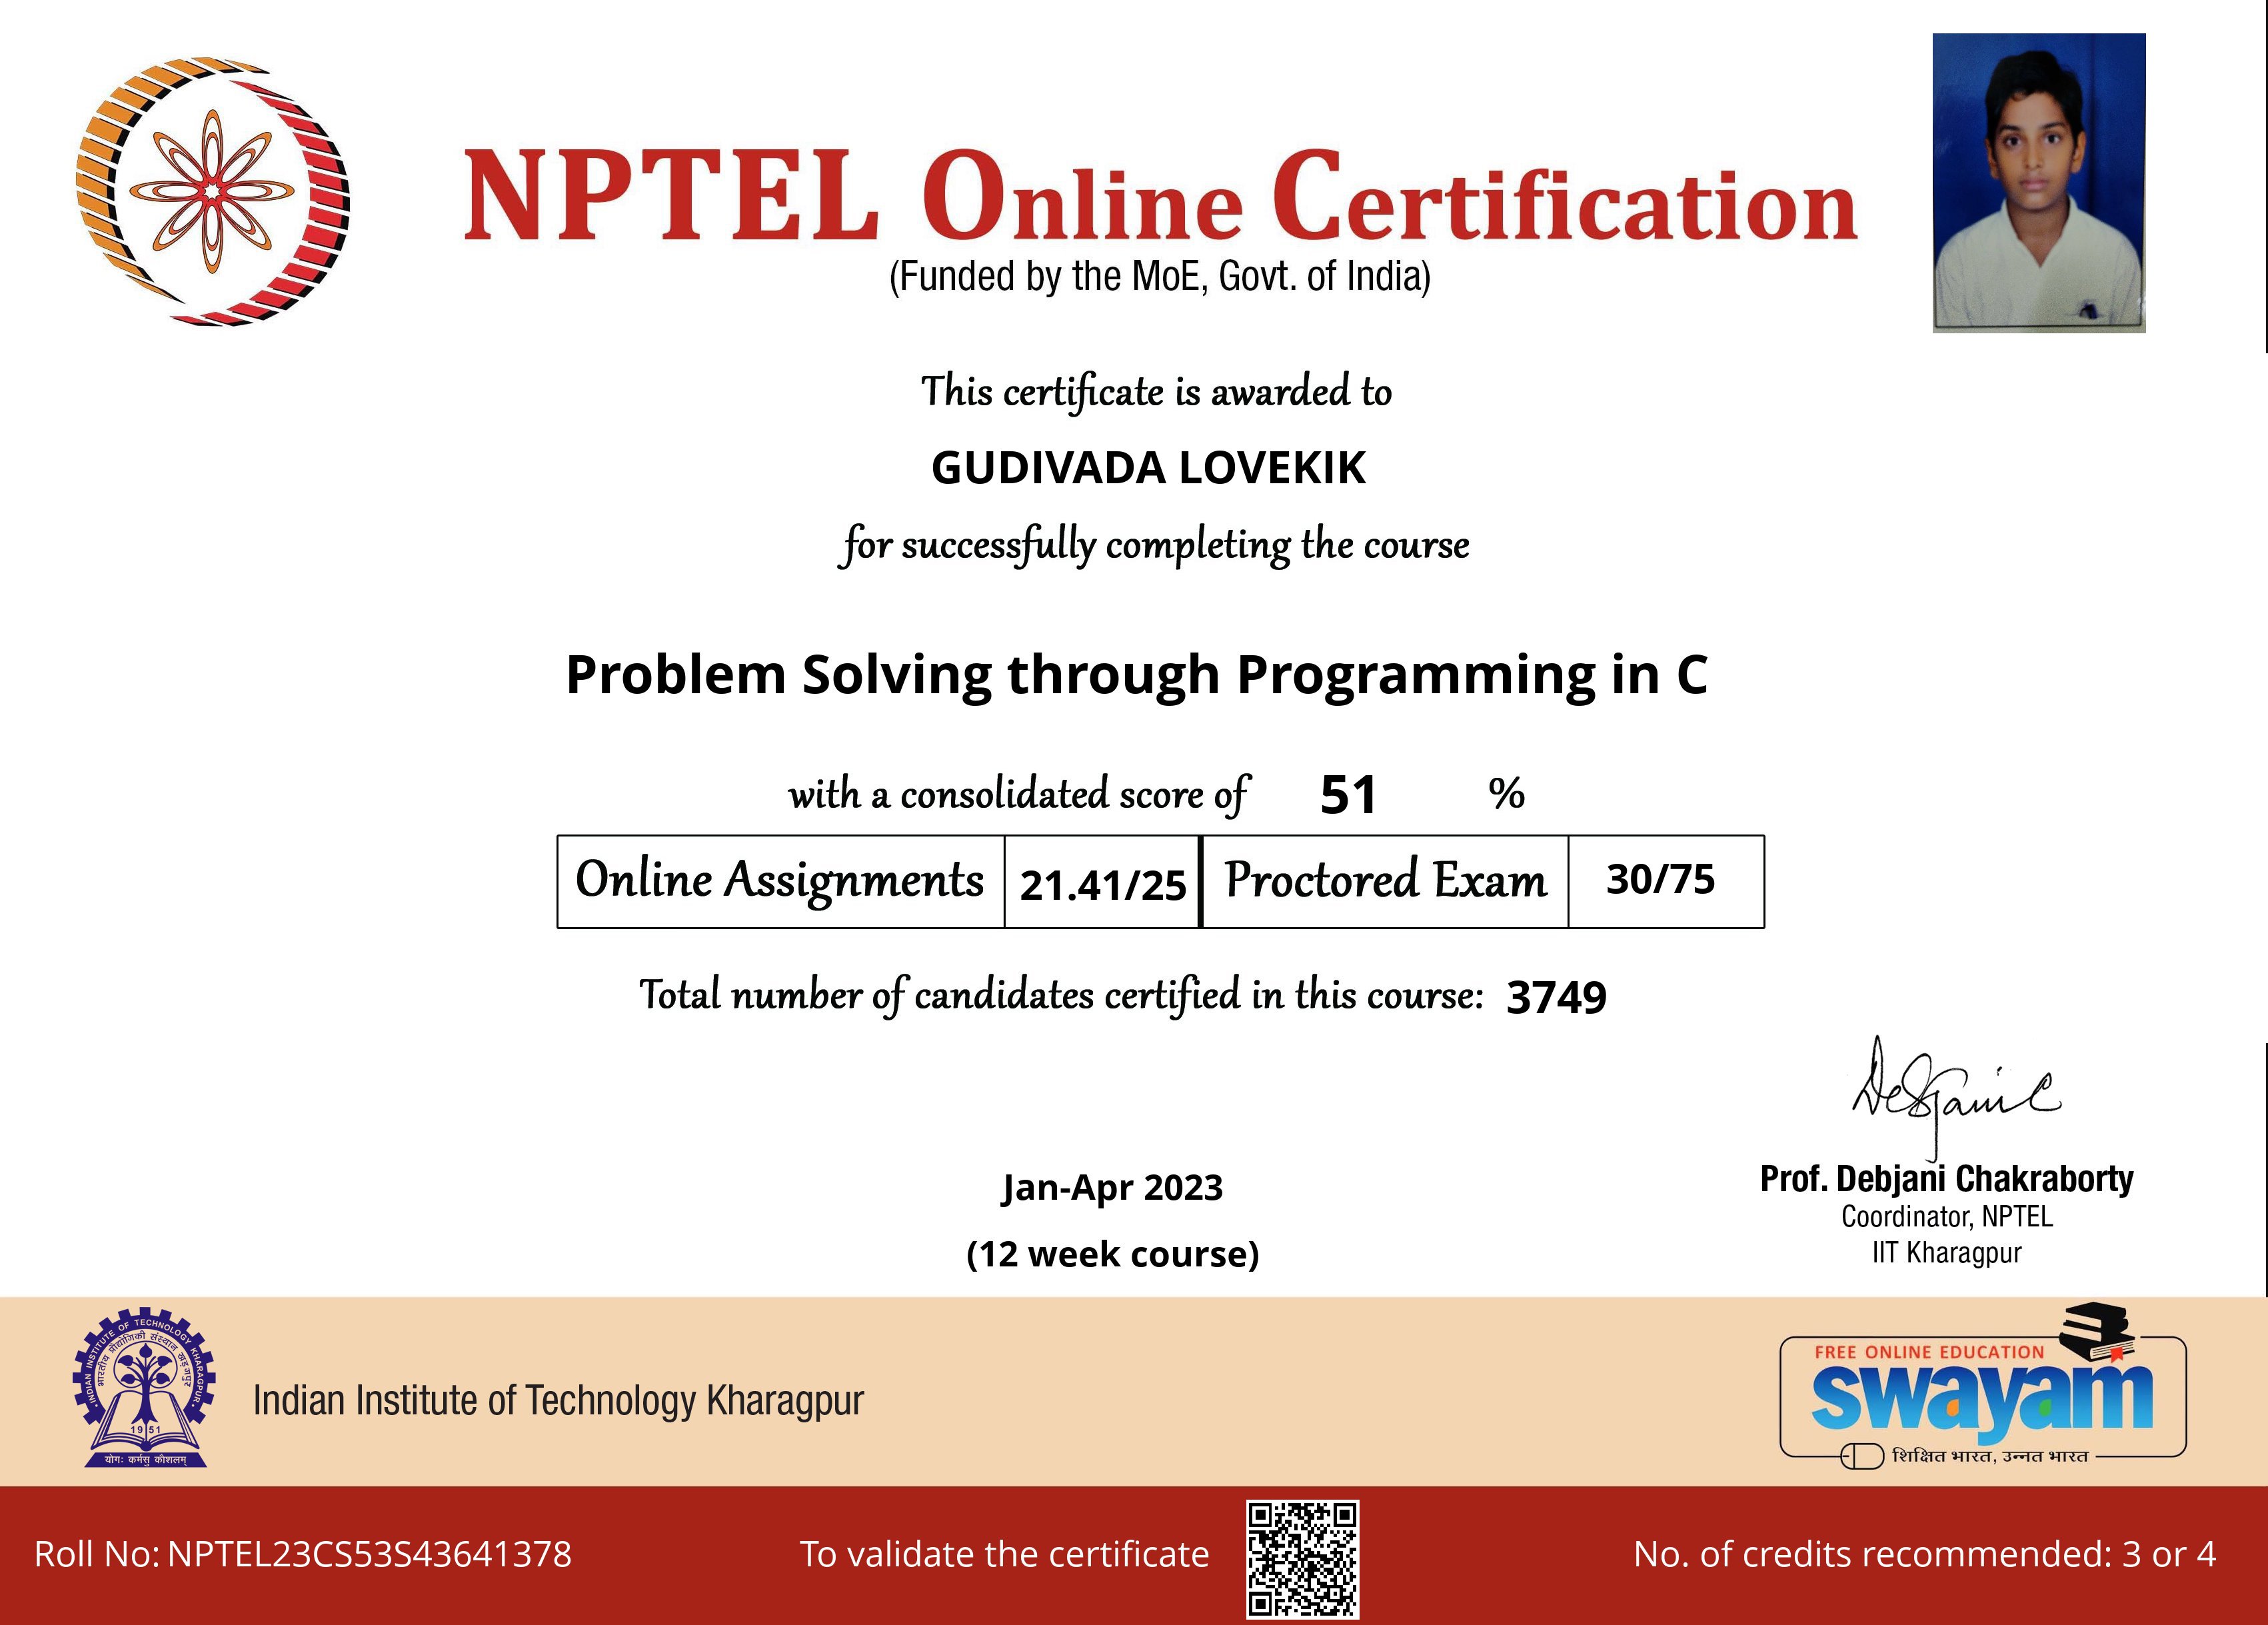 NPTEL Online Certification
(Funded by the MoE, Govt. of India)
This certificate is awarded to
GUDIVADA LOVEKIK
for successfully completing the course
Problem Solving through Programming in C
with a consolidated score of 51 %
Online Assignments 21.41/25 Proctored Exam 30/75
Total number of candidates certified in this course: 3749
Debjani C
Jan-Apr 2023
(12 week course)
Prof. Debjani Chakraborty
Coordinator, NPTEL
IIT Kharagpur
INDIAN INSTITUTE OF TECHNOLOGY KHARAGPUR
भारतीय प्रौद्योगिकी संस्थान खड़गपुर
1951
योगः कर्मसु कौशलम्
Indian Institute of Technology Kharagpur
FREE ONLINE EDUCATION
swayam
शिक्षित भारत, उन्नत भारत
Roll No: NPTEL23CS53S43641378
To validate the certificate
No. of credits recommended: 3 or 4